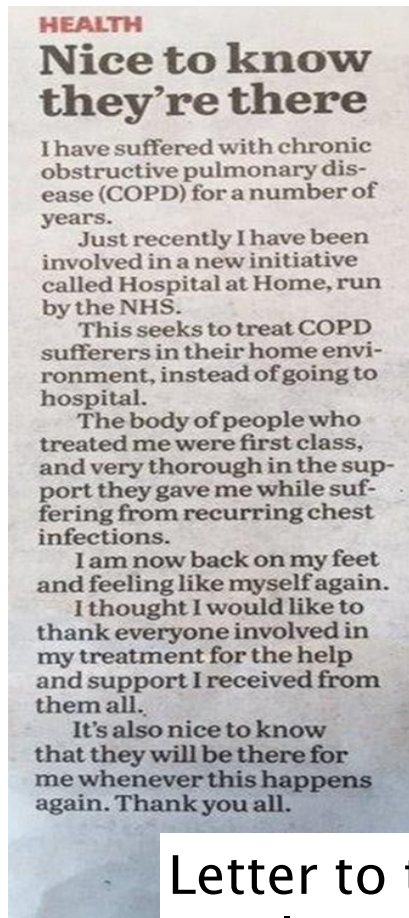 HEALTH
Nice to know
they're there
I have suffered with chronic
obstructive pulmonary dis-
ease (COPD) for a number of
years.
Just recently I have been
involved in a new initiative
called Hospital at Home, run
by the NHS.
This seeks to treat COPD
sufferers in their home envi-
ronment, instead of going to
hospital.
The body of people who
treated me were first class,
and very thorough in the sup-
port they gave me while suf-
fering from recurring chest
infections.
I am now back on my feet
and feeling like myself again.
I thought I would like to
thank everyone involved in
my treatment for the help
and support I received from
them all.
It's also nice to know
that they will be there for
me whenever this happens
again. Thank you all.
Letter to